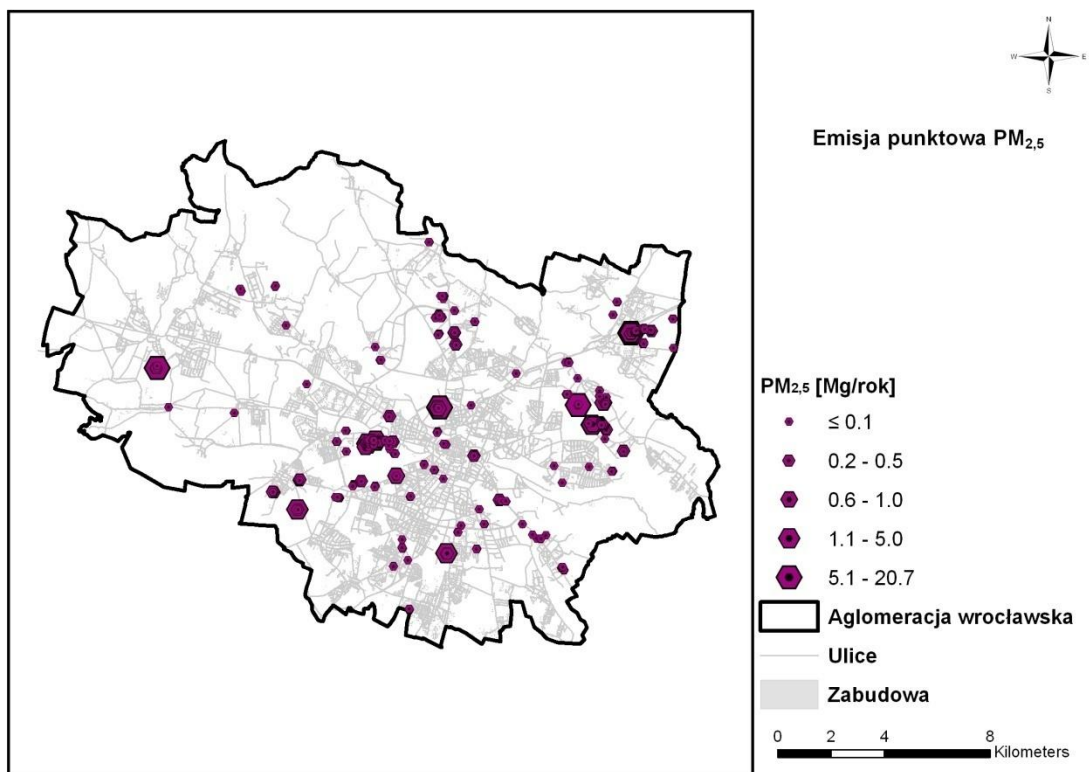 N
W E
S
Emisja punktowa PM2,5
PM2,5 [Mg/rok]
≤ 0.1
0.2 - 0.5
0.6 - 1.0
1.1 - 5.0
5.1 - 20.7
Aglomeracja wrocławska
Ulice
Zabudowa
0 2 4 8
Kilometers